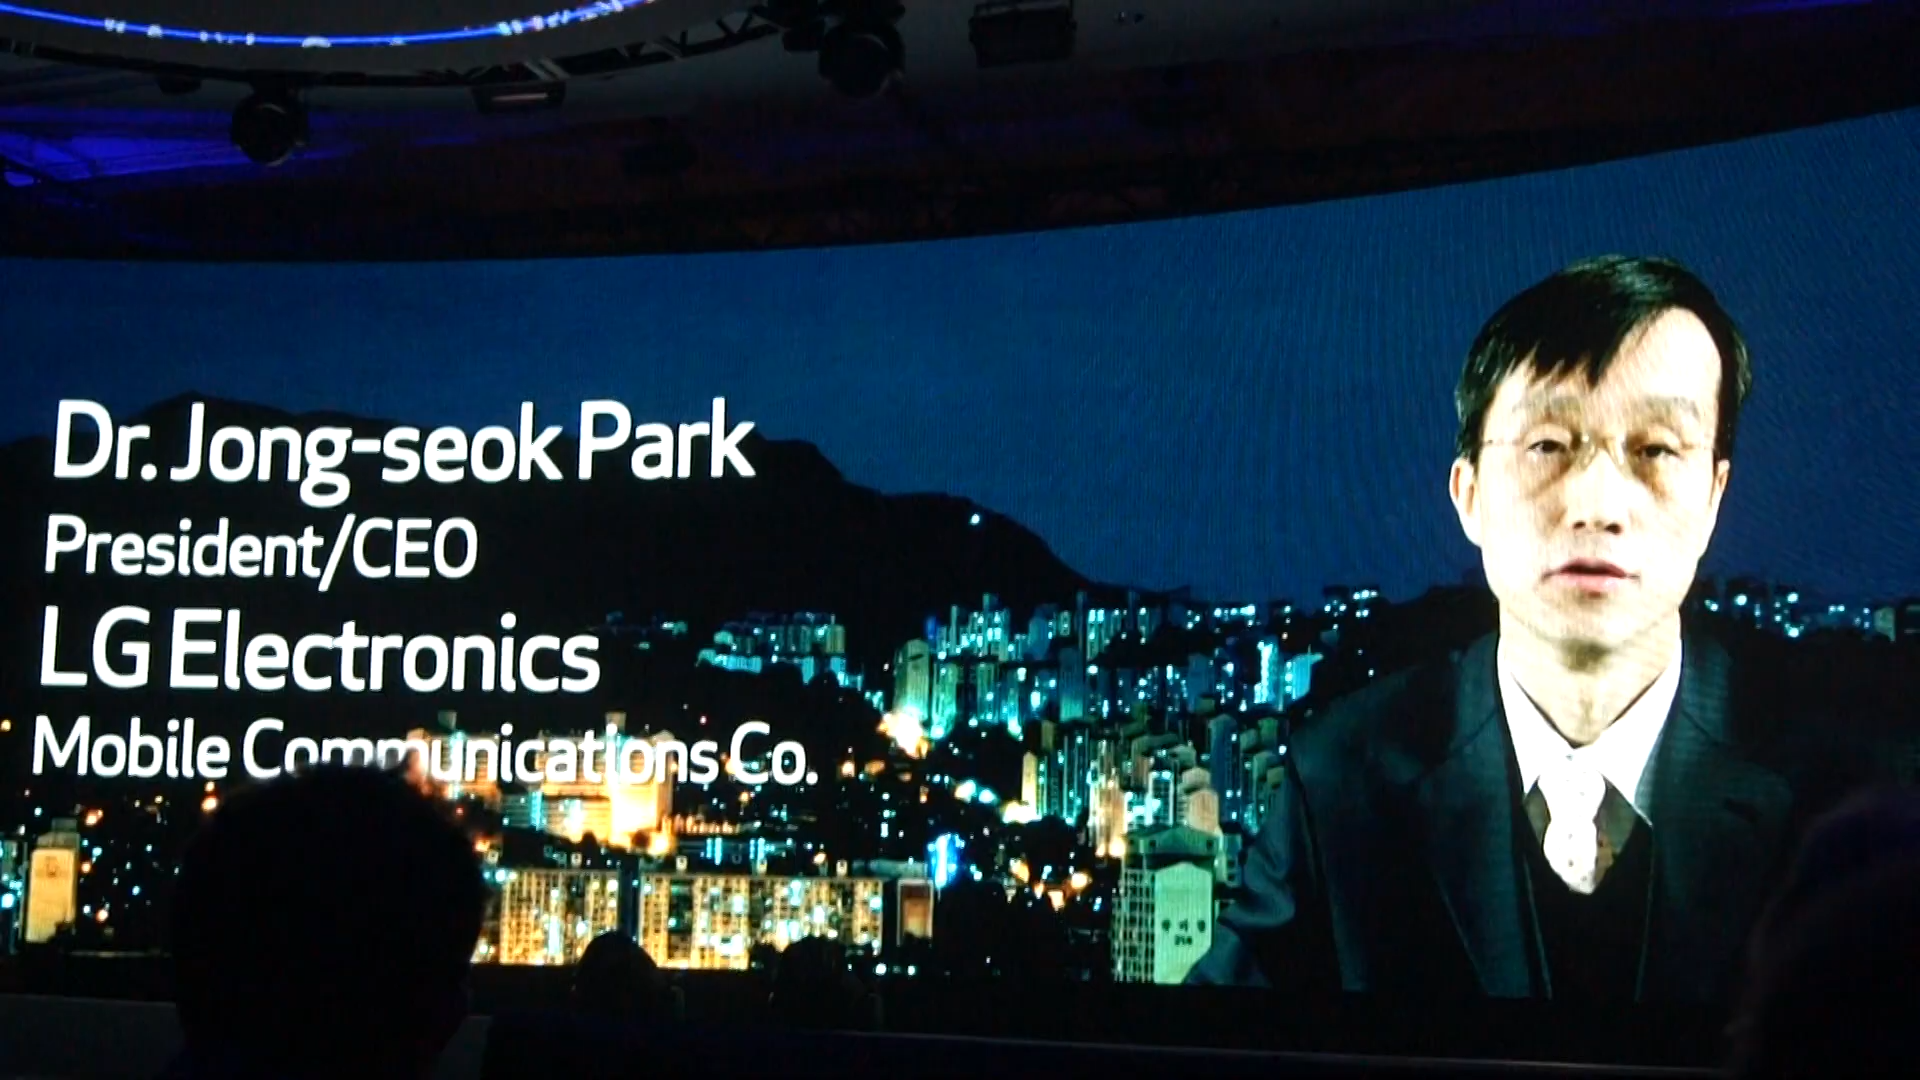 Dr. Jong-seok Park
President/CEO
LG Electronics
Mobile Communications Co.